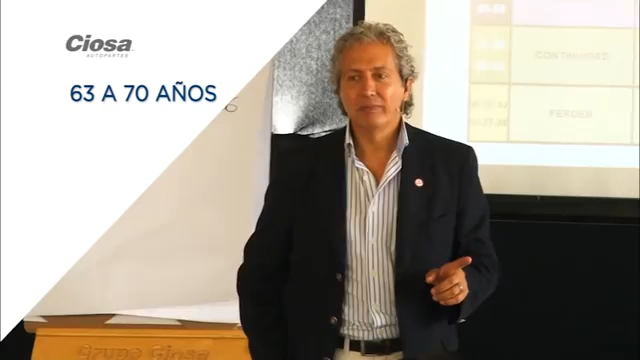 Ciosa
AUTOPARTES
63 A 70 AÑOS
CONTINUIDAD
PERDER
Grupo Ciosa